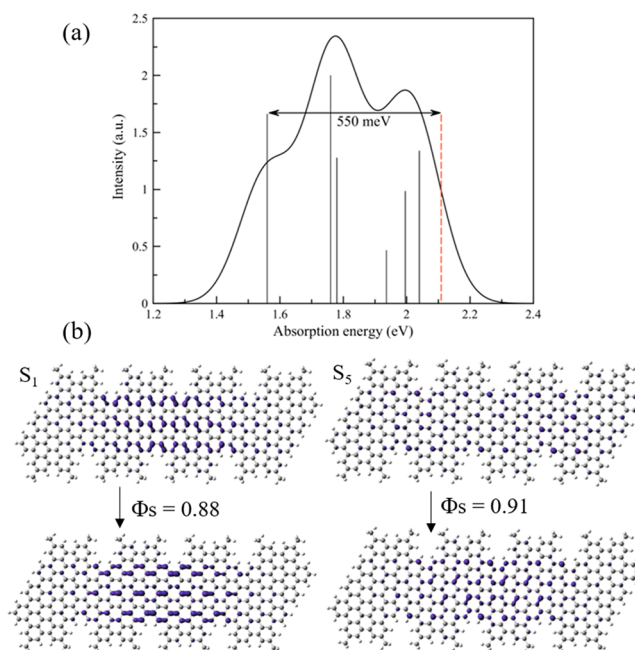 (a)
2.5
2
1.5
1
0.5
0
Intensity (a.u.)
550 meV
1.2 1.4 1.6 1.8 2 2.2 2.4
Absorption energy (eV)
(b)
S₁ S₅
Φs = 0.88 Φs = 0.91